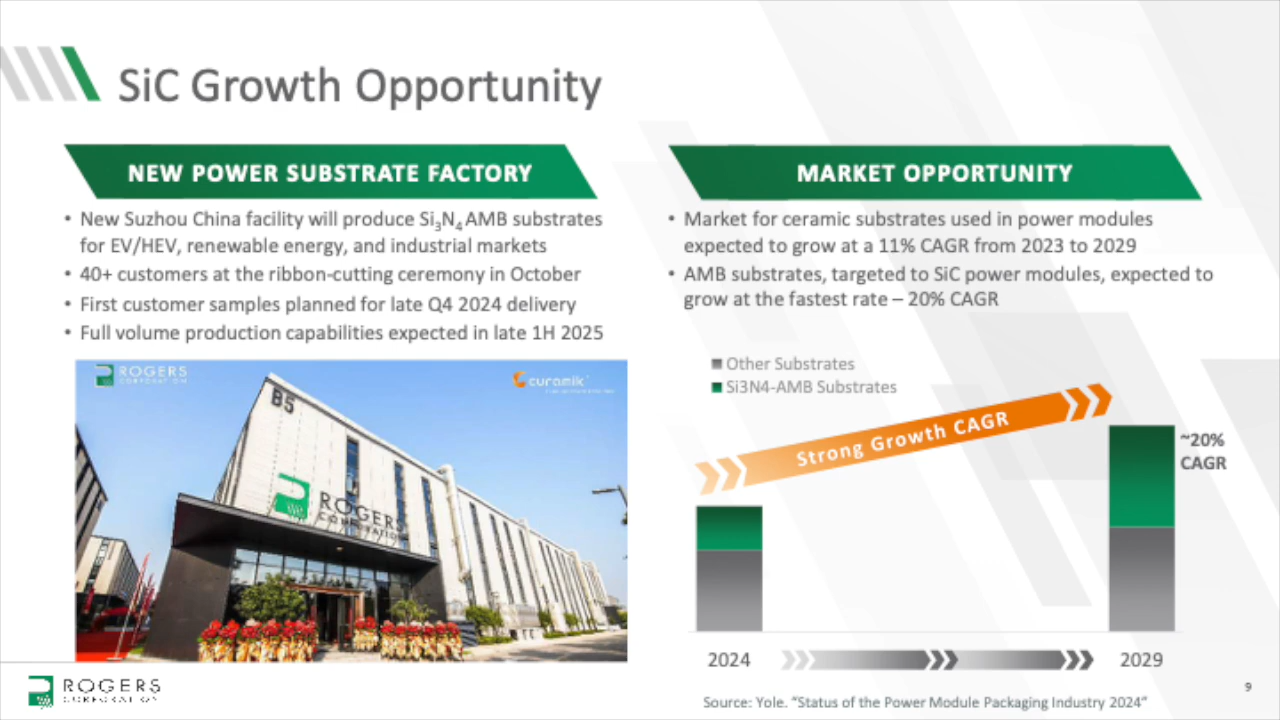 SiC Growth Opportunity
NEW POWER SUBSTRATE FACTORY
• New Suzhou China facility will produce Si₃N₄ AMB substrates
for EV/HEV, renewable energy, and industrial markets
• 40+ customers at the ribbon-cutting ceremony in October
• First customer samples planned for late Q4 2024 delivery
• Full volume production capabilities expected in late 1H 2025
ROGERS
CORPORATION
curamik
B5
ROGERS
CORPORATION
MARKET OPPORTUNITY
• Market for ceramic substrates used in power modules
expected to grow at a 11% CAGR from 2023 to 2029
• AMB substrates, targeted to SiC power modules, expected to
grow at the fastest rate – 20% CAGR
Other Substrates
Si3N4-AMB Substrates
Strong Growth CAGR
~20%
CAGR
2024
2029
Source: Yole. “Status of the Power Module Packaging Industry 2024“
ROGERS
CORPORATION
9